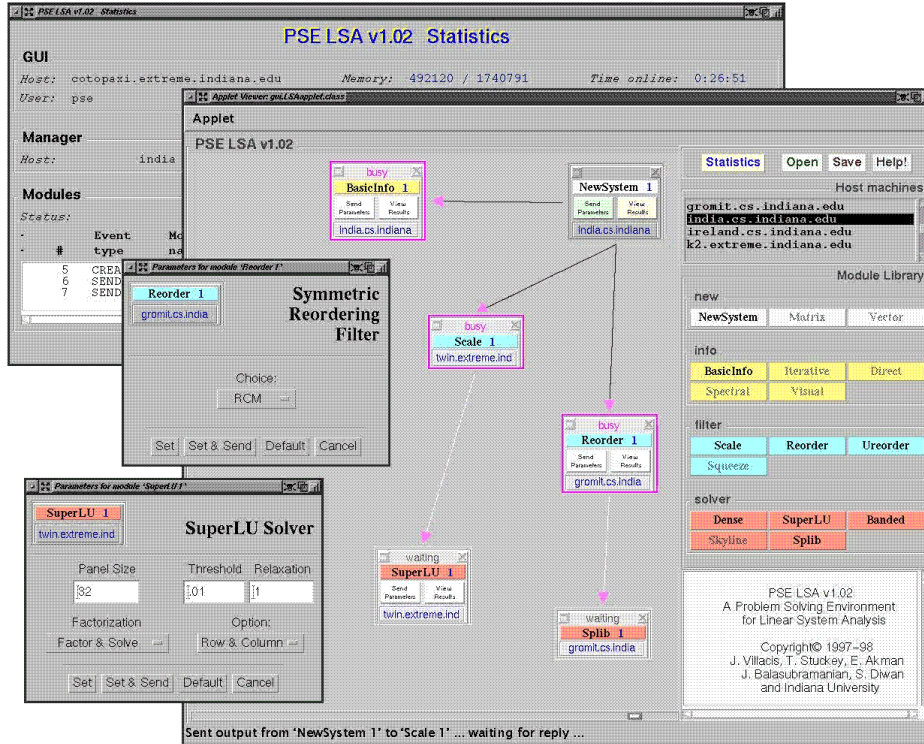 PSE LSA v1.02 Statistics
PSE LSA v1.02 Statistics
GUI
Host: cotopaxi.extreme.indiana.edu Memory: 492120 / 1740791 Time online: 0:26:51
User: pse
Manager
Host: india
Modules
Status:
Event Mo
# type na
5 CREA
6 SEND
7 SEND
Applet Viewer: gui.LSAapplet.class
Applet
PSE LSA v1.02
busy
BasicInfo 1
Send Parameters View Results
India.cs.indiana
NewSystem 1
Send Parameters View Results
India.cs.indiana
busy
Scale 1
twin.extreme.ind
busy
Reorder 1
Send Parameters View Results
gromit.cs.india
waiting
SuperLU 1
Send Parameters View Results
twin.extreme.ind
waiting
Splib 1
gromit.cs.india
Statistics Open Save Help!
Host machines
gromit.cs.indiana.edu
india.cs.indiana.edu
ireland.cs.indiana.edu
k2.extreme.indiana.edu
Module Library
new
NewSystem Matrix Vector
info
BasicInfo Iterative Direct
Spectral Visual
filter
Scale Reorder Ureorder
Squeeze
solver
Dense SuperLU Banded
Skyline Splib
PSE LSA v1.02
A Problem Solving Environment
for Linear System Analysis
Copyright© 1997-98
J. Villacis, T. Stuckey, E. Akman
J. Balasubramanian, S. Diwan
and Indiana University
Sent output from 'NewSystem 1' to 'Scale 1' ... waiting for reply ...
Parameters for module 'Reorder 1'
Reorder 1
gromit.cs.india
Symmetric
Reordering
Filter
Choice:
RCM
Set Set & Send Default Cancel
Parameters for module 'SuperLU 1'
SuperLU 1
twin.extreme.ind
SuperLU Solver
Panel Size Threshold Relaxation
32 .01 1
Factorization Option:
Factor & Solve Row & Column
Set Set & Send Default Cancel